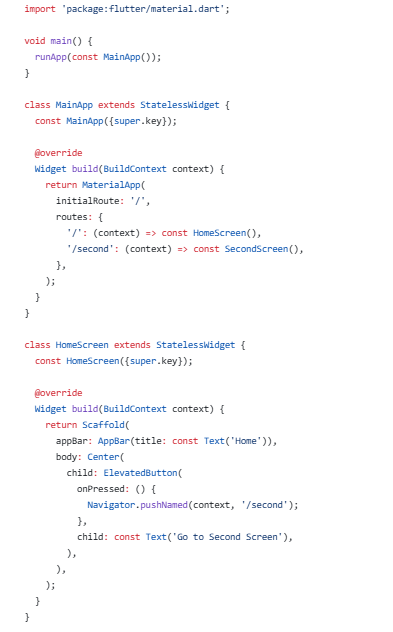 import 'package:flutter/material.dart';

void main() {
  runApp(const MainApp());
}

class MainApp extends StatelessWidget {
  const MainApp({super.key});

  @override
  Widget build(BuildContext context) {
    return MaterialApp(
      initialRoute: '/',
      routes: {
        '/': (context) => const HomeScreen(),
        '/second': (context) => const SecondScreen(),
      },
    );
  }
}

class HomeScreen extends StatelessWidget {
  const HomeScreen({super.key});

  @override
  Widget build(BuildContext context) {
    return Scaffold(
      appBar: AppBar(title: const Text('Home')),
      body: Center(
        child: ElevatedButton(
          onPressed: () {
            Navigator.pushNamed(context, '/second');
          },
          child: const Text('Go to Second Screen'),
        ),
      ),
    );
  }
}